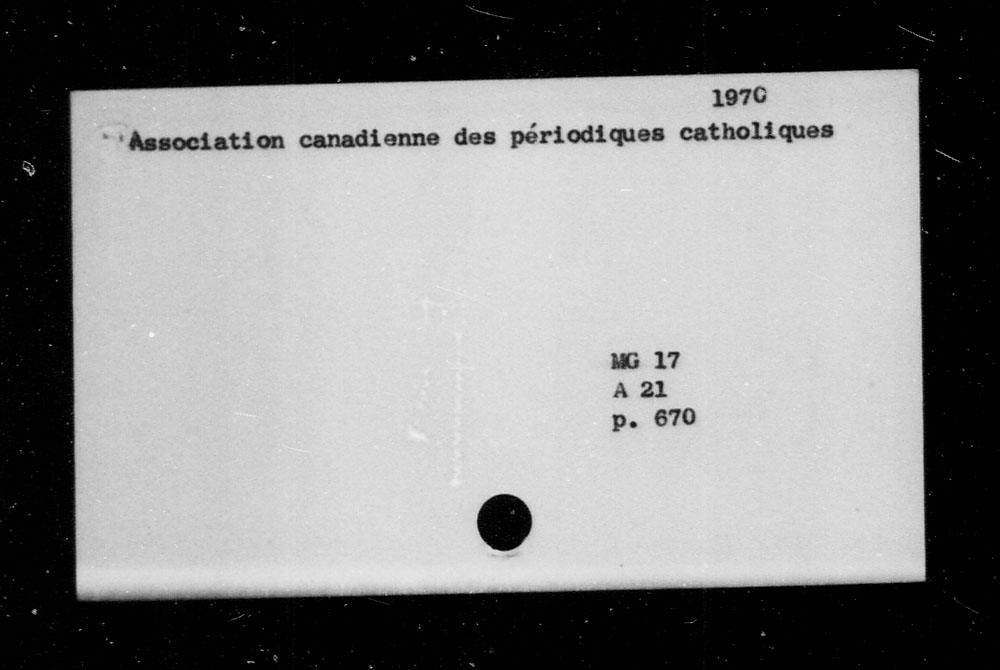 1970
Association canadienne des périodiques catholiques
MG 17
A 21
p. 670